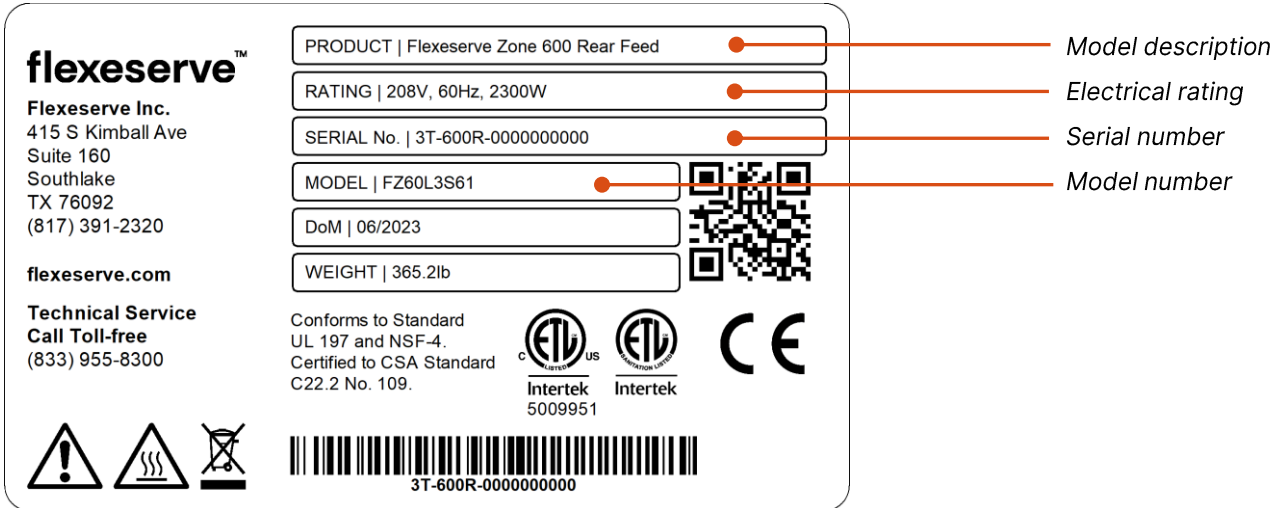 flexeserve™
Flexeserve Inc.
415 S Kimball Ave
Suite 160
Southlake
TX 76092
(817) 391-2320
flexeserve.com
Technical Service
Call Toll-free
(833) 955-8300
PRODUCT | Flexeserve Zone 600 Rear Feed
Model description
RATING | 208V, 60Hz, 2300W
Electrical rating
SERIAL No. | 3T-600R-0000000000
Serial number
MODEL | FZ60L3S61
Model number
DoM | 06/2023
WEIGHT | 365.2lb
Conforms to Standard
UL 197 and NSF-4.
Certified to CSA Standard
C22.2 No. 109.
C ETL US
LISTED
Intertek
5009951
ETL
SANITATION LISTED
Intertek
CE
3T-600R-0000000000